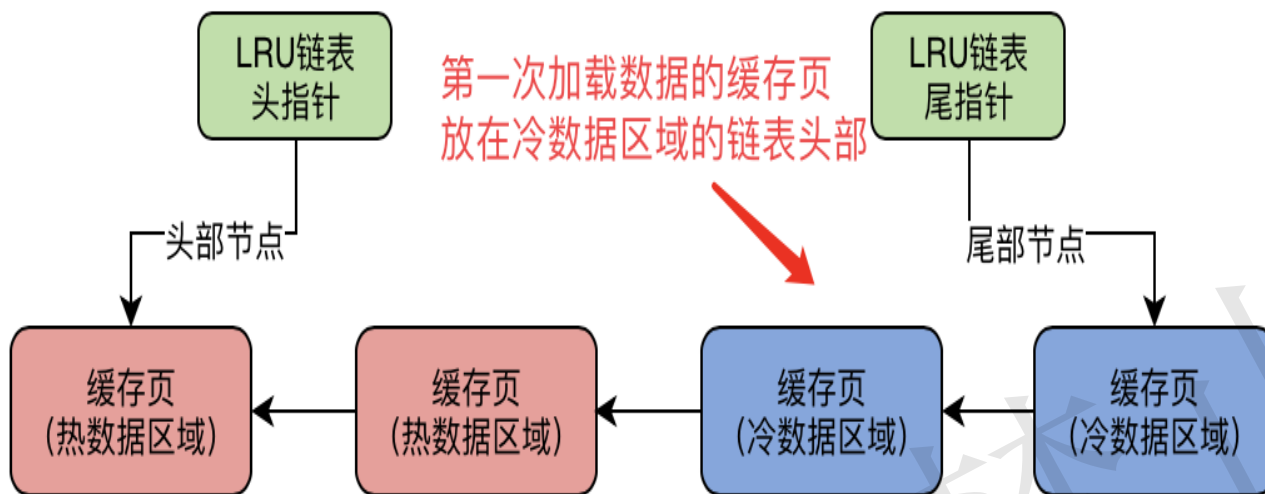 LRU链表
头指针
第一次加载数据的缓存页
放在冷数据区域的链表头部
LRU链表
尾指针
头部节点
尾部节点
缓存页
(热数据区域)
缓存页
(热数据区域)
缓存页
(冷数据区域)
缓存页
(冷数据区域)